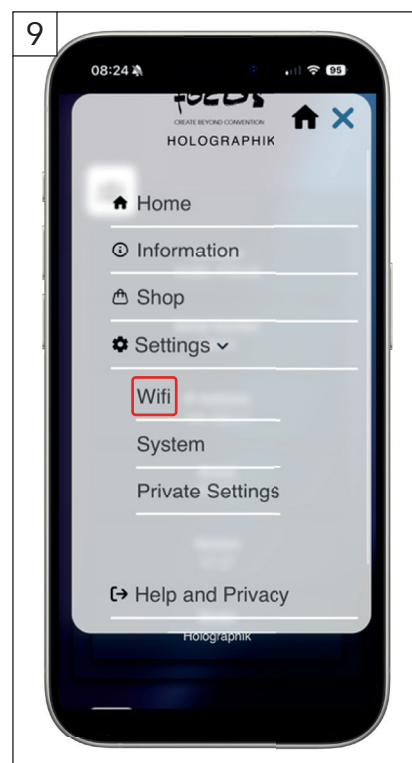 9
08:24
95
focus
CREATE BEYOND CONVENTION
HOLOGRAPHIK
Home
Information
Shop
Settings
Wifi
System
Private Settings
Help and Privacy
Holographik